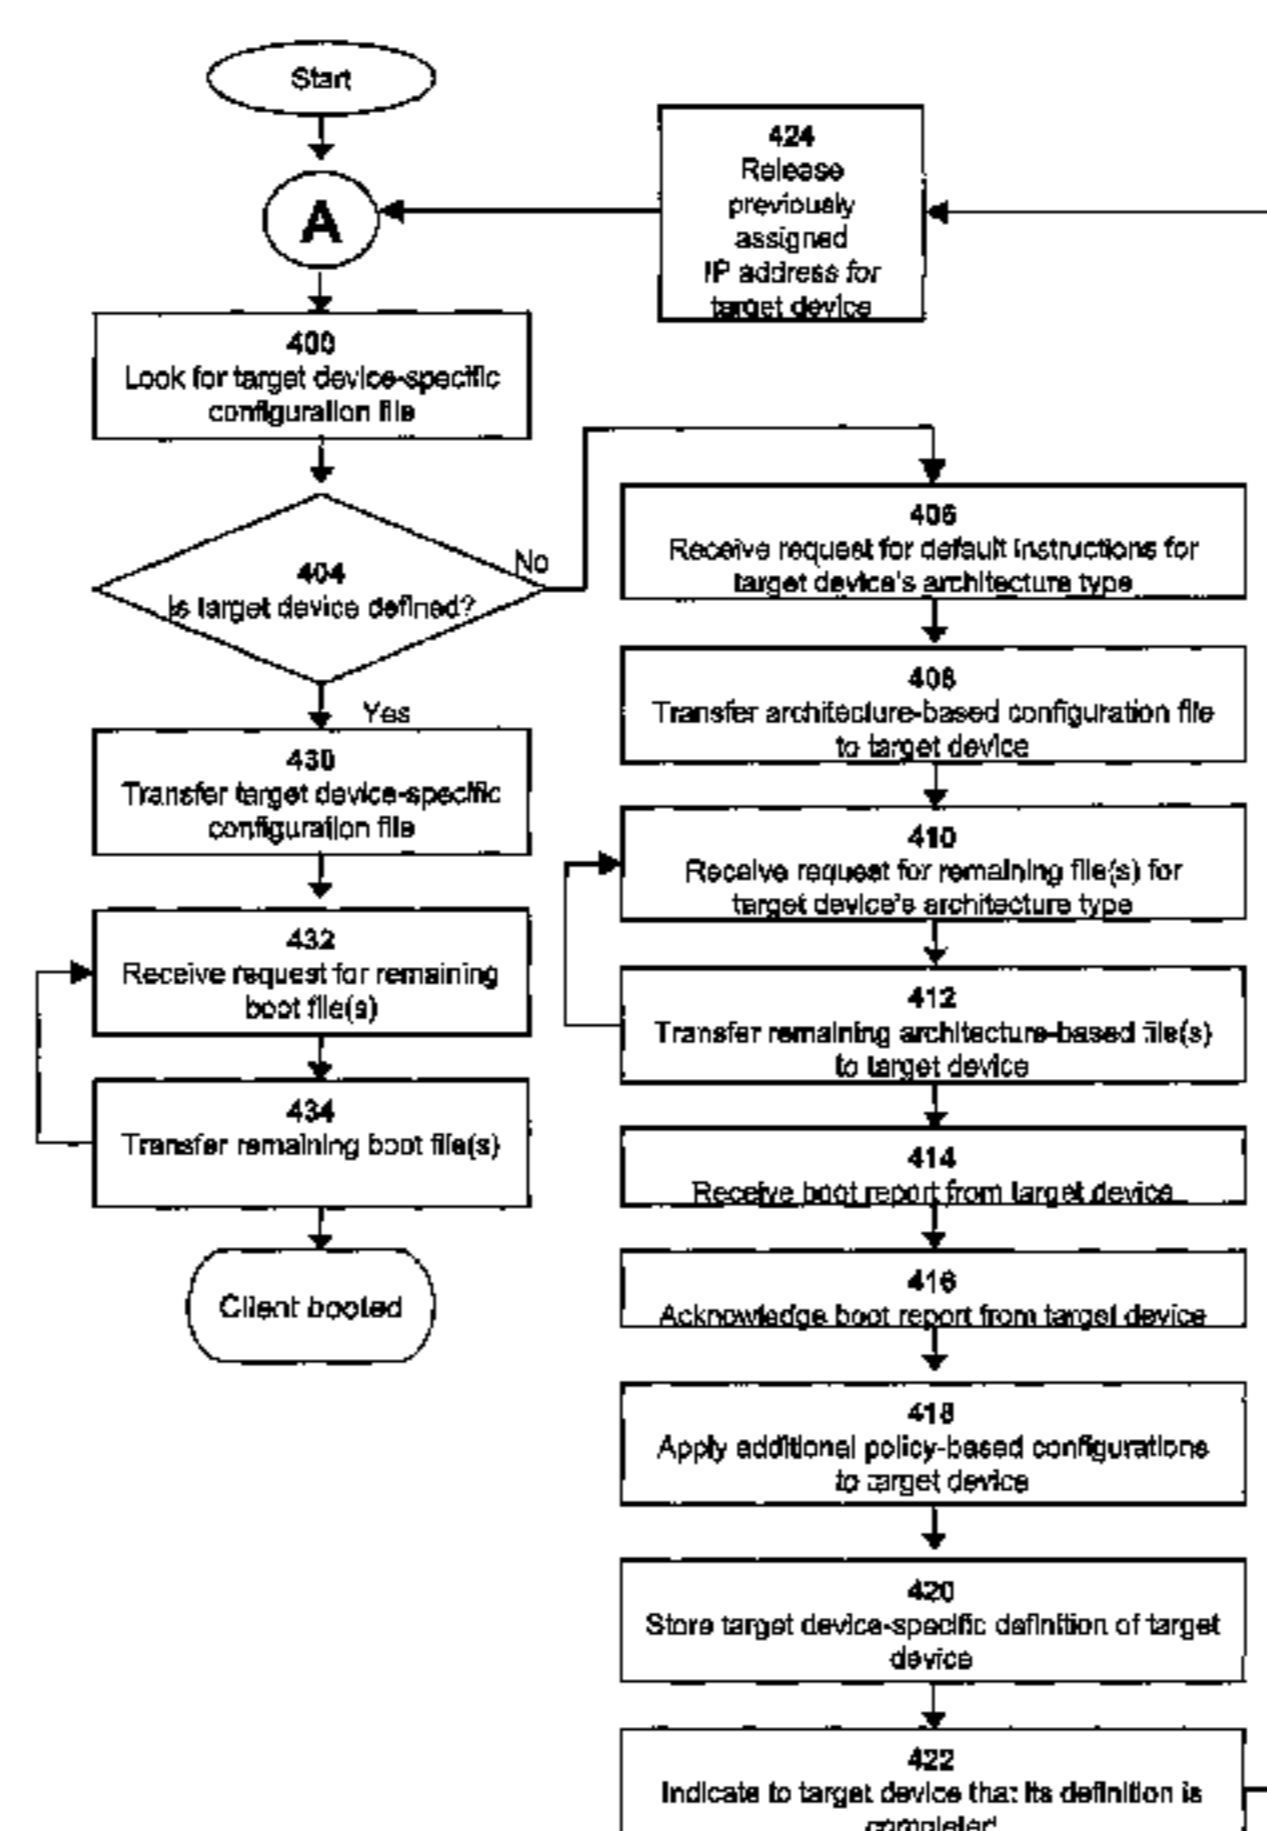 Start
A
424
Release
previously
assigned
IP address for
target device
400
Look for target device-specific
configuration file
404
Is target device defined?
No
Yes
430
Transfer target device-specific
configuration file
432
Receive request for remaining
boot file(s)
434
Transfer remaining boot file(s)
Client booted
406
Receive request for default instructions for
target device's architecture type
408
Transfer architecture-based configuration file
to target device
410
Receive request for remaining file(s) for
target device's architecture type
412
Transfer remaining architecture-based file(s)
to target device
414
Receive boot report from target device
416
Acknowledge boot report from target device
418
Apply additional policy-based configurations
to target device
420
Store target device-specific definition of target
device
422
Indicate to target device that its definition is